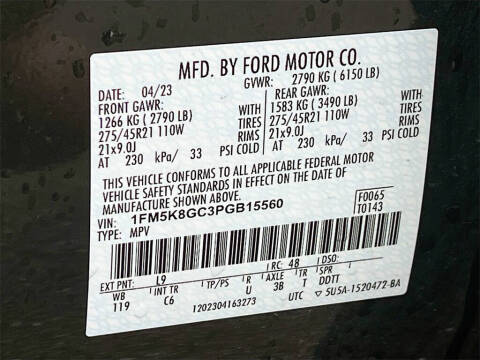 MFD. BY FORD MOTOR CO.
DATE: 04/23 GVWR: 2790 KG ( 6150 LB)
FRONT GAWR: REAR GAWR:
1266 KG ( 2790 LB) WITH 1583 KG ( 3490 LB) WITH
275/45R21 110W TIRES 275/45R21 110W TIRES
21x9.0J RIMS 21x9.0J RIMS
AT 230 kPa/ 33 PSI COLD AT 230 kPa/ 33 PSI COLD
THIS VEHICLE CONFORMS TO ALL APPLICABLE FEDERAL MOTOR
VEHICLE SAFETY STANDARDS IN EFFECT ON THE DATE OF
MANUFACTURE SHOWN ABOVE.
VIN: 1FM5K8GC3PGB15560 F0065
TYPE: MPV T0143
EXT PNT: L9 RC: 48 DSO:
WB INT TR TP/PS R AXLE TR SPR
119 C6 U 3B T DDTT
1202304163273 UTC ▽ 5U5A-1520472-BA